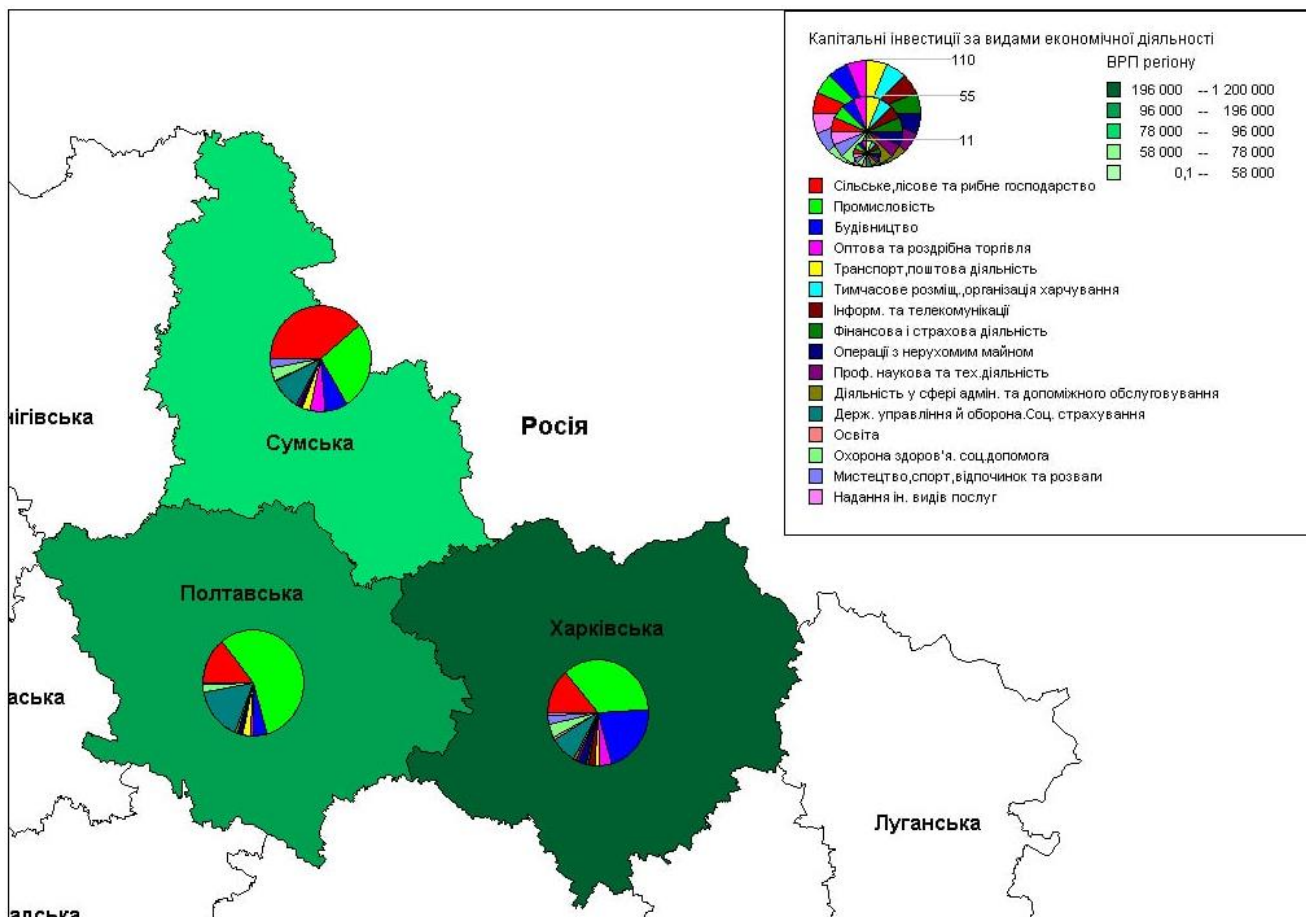 Капітальні інвестиції за видами економічної діяльності
110
55
11
ВРП регіону
196 000 -- 1 200 000
96 000 -- 196 000
78 000 -- 96 000
58 000 -- 78 000
0,1 -- 58 000
Сільське,лісове та рибне господарство
Промисловість
Будівництво
Оптова та роздрібна торгівля
Транспорт,поштова діяльність
Тимчасове розміщ.,організація харчування
Інформ. та телекомунікації
Фінансова і страхова діяльність
Операції з нерухомим майном
Проф. наукова та тех.діяльність
Діяльність у сфері адмін. та допоміжного обслуговування
Держ. управління й оборона.Соц. страхування
Освіта
Охорона здоров'я. соц.допомога
Мистецтво,спорт,відпочинок та розваги
Надання ін. видів послуг
нігівська
Росія
Сумська
Полтавська
Харківська
аська
Луганська
адська